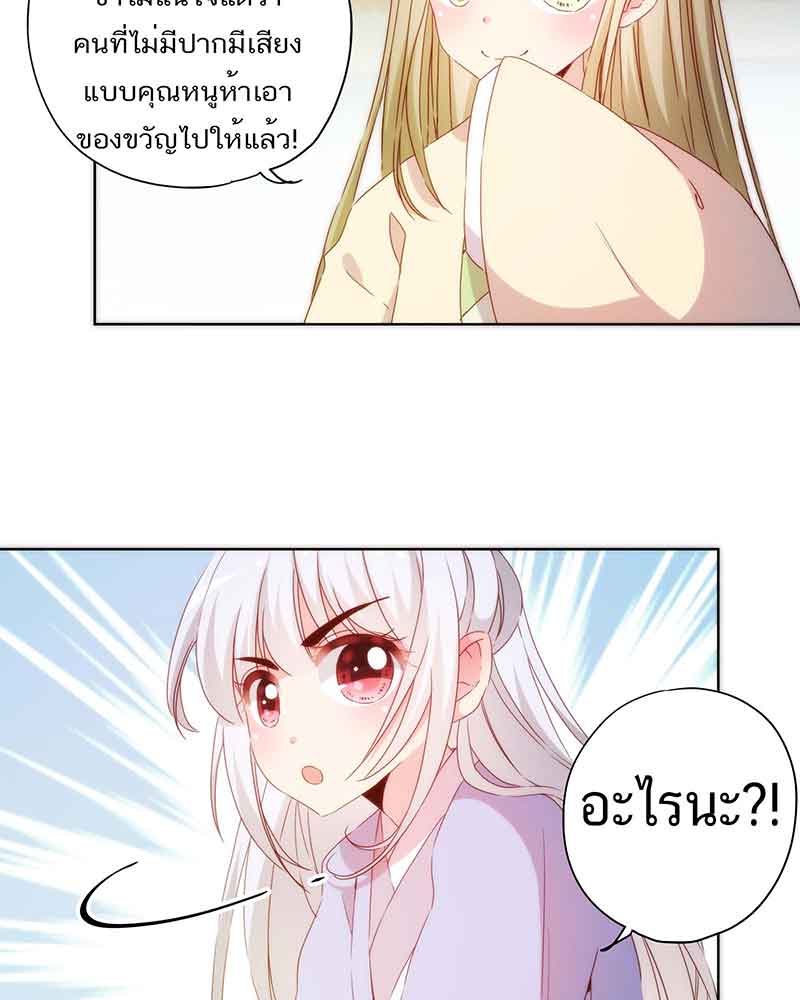 คนที่ไม่มีปากมีเสียง
แบบคุณหนูห้าเอา
ของขวัญไปให้แล้ว!
อะไรนะ?!